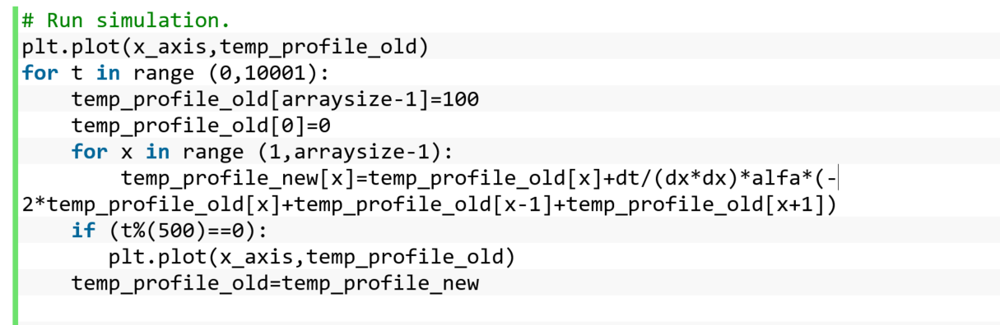 # Run simulation.
plt.plot(x_axis,temp_profile_old)
for t in range (0,10001):
    temp_profile_old[arraysize-1]=100
    temp_profile_old[0]=0
    for x in range (1,arraysize-1):
        temp_profile_new[x]=temp_profile_old[x]+dt/(dx*dx)*alfa*(-
2*temp_profile_old[x]+temp_profile_old[x-1]+temp_profile_old[x+1])
    if (t%(500)==0):
       plt.plot(x_axis,temp_profile_old)
    temp_profile_old=temp_profile_new